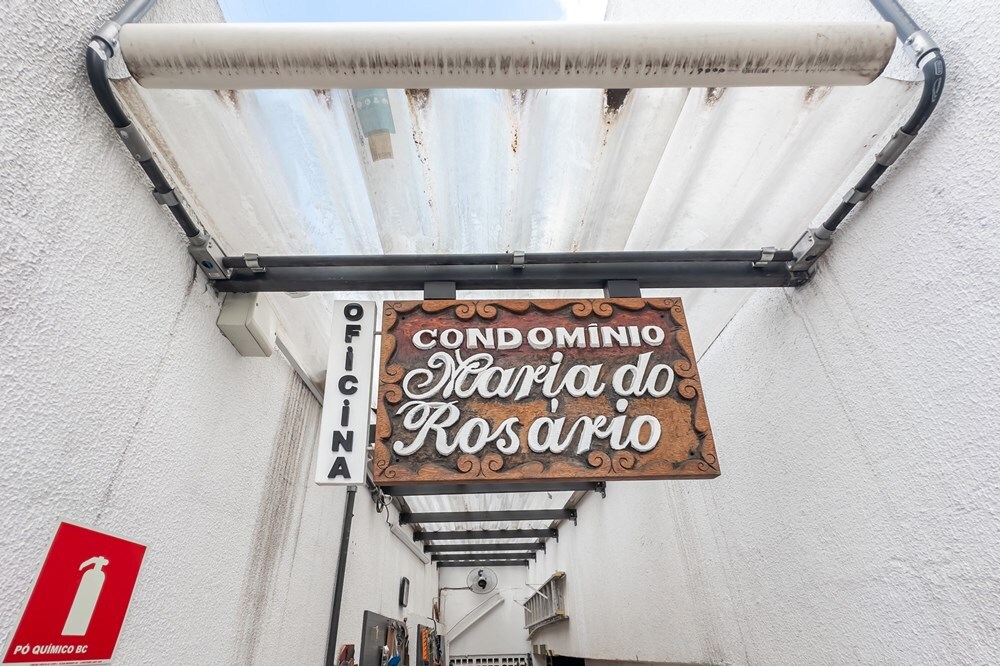 OFICINA
CONDOMÍNIO
Maria do
Rosário
PÓ QUÍMICO BC